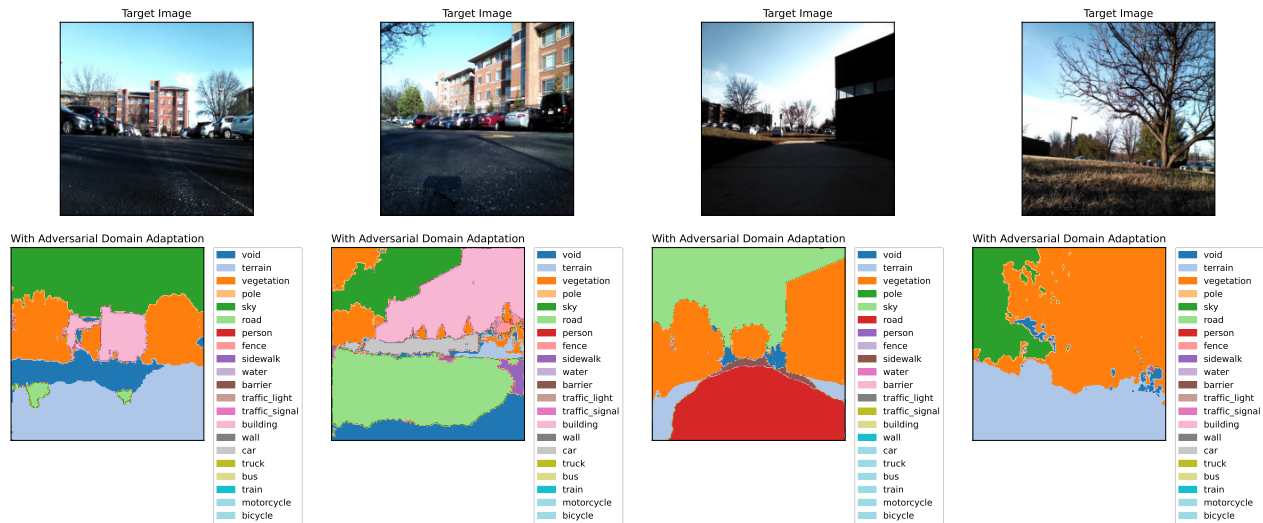 Target Image
Target Image
Target Image
Target Image
With Adversarial Domain Adaptation
void
terrain
vegetation
pole
sky
road
person
fence
sidewalk
water
barrier
traffic_light
traffic_signal
building
wall
car
truck
bus
train
motorcycle
bicycle
With Adversarial Domain Adaptation
void
terrain
vegetation
pole
sky
road
person
fence
sidewalk
water
barrier
traffic_light
traffic_signal
building
wall
car
truck
bus
train
motorcycle
bicycle
With Adversarial Domain Adaptation
void
terrain
vegetation
pole
sky
road
person
fence
sidewalk
water
barrier
traffic_light
traffic_signal
building
wall
car
truck
bus
train
motorcycle
bicycle
With Adversarial Domain Adaptation
void
terrain
vegetation
pole
sky
road
person
fence
sidewalk
water
barrier
traffic_light
traffic_signal
building
wall
car
truck
bus
train
motorcycle
bicycle